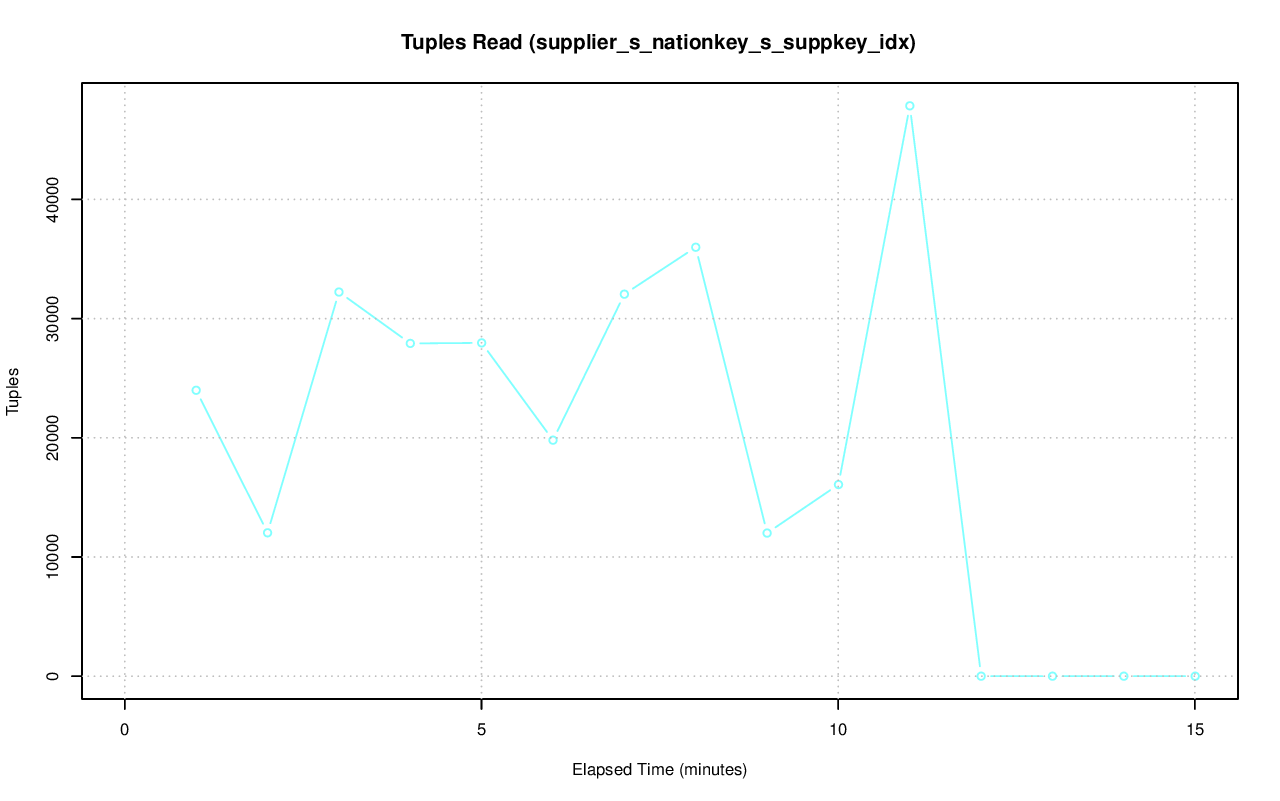 Tuples Read (supplier_s_nationkey_s_suppkey_idx)
Tuples
40000
30000
20000
10000
0
0 5 10 15
Elapsed Time (minutes)